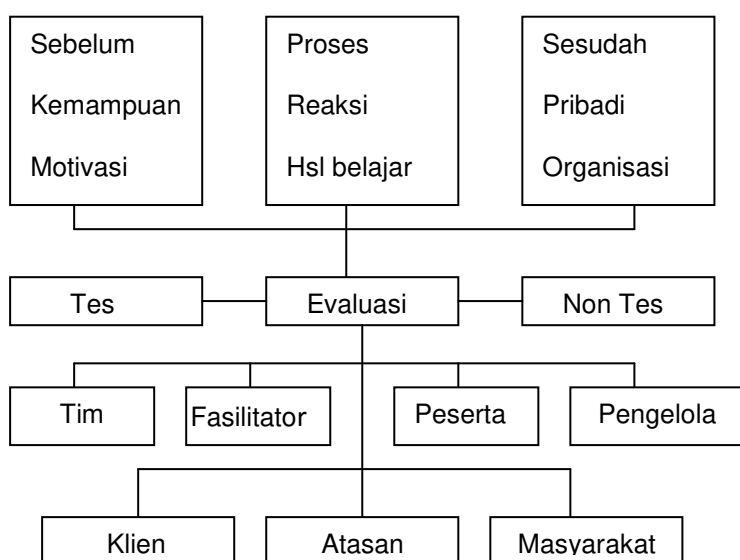 Sebelum
Kemampuan
Motivasi
Proses
Reaksi
Hsl belajar
Sesudah
Pribadi
Organisasi
Tes
Evaluasi
Non Tes
Tim
Fasilitator
Peserta
Pengelola
Klien
Atasan
Masyarakat